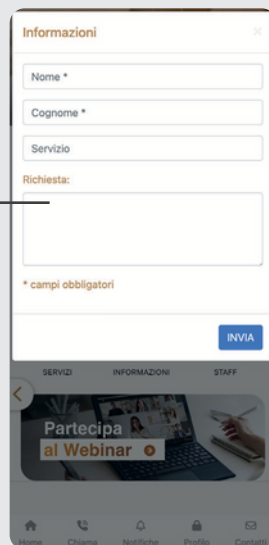 Informazioni ×
Nome *
Cognome *
Servizio
Richiesta:
* campi obbligatori
INVIA
SERVIZI INFORMAZIONI STAFF
Partecipa
al Webinar
Home Chiama Notifiche Profilo Contatti